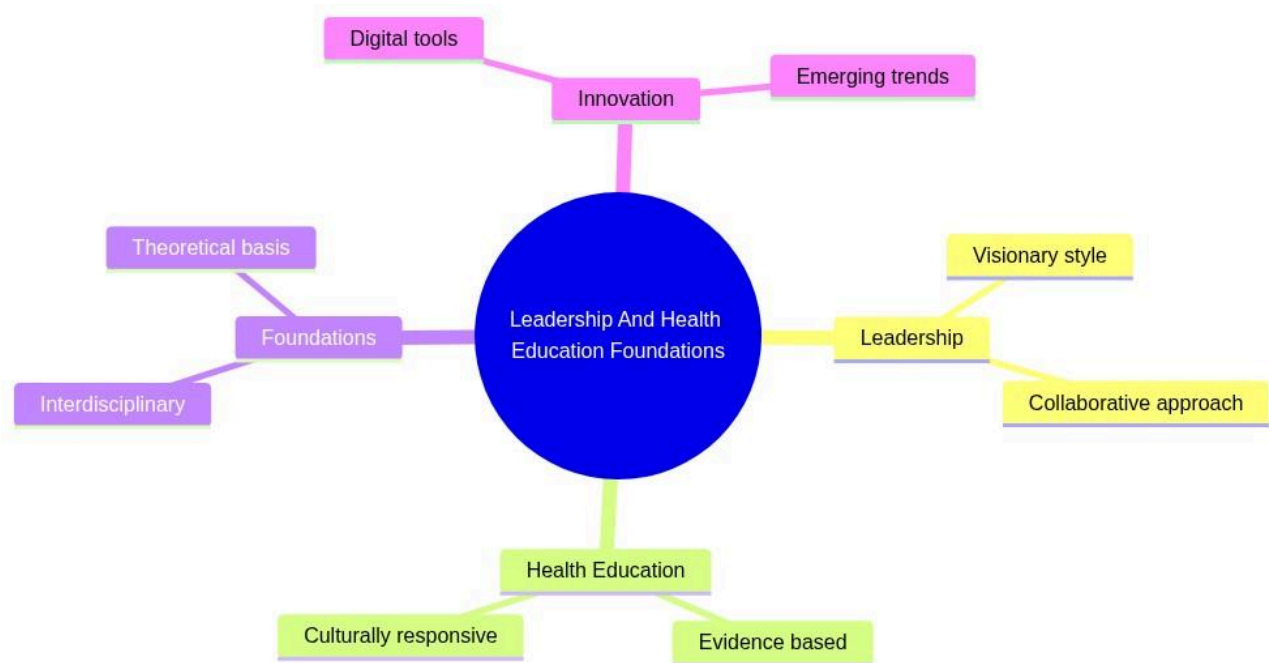 Digital tools
Emerging trends
Innovation
Theoretical basis
Visionary style
Foundations
Leadership And Health
Education Foundations
Leadership
Interdisciplinary
Collaborative approach
Health Education
Culturally responsive
Evidence based